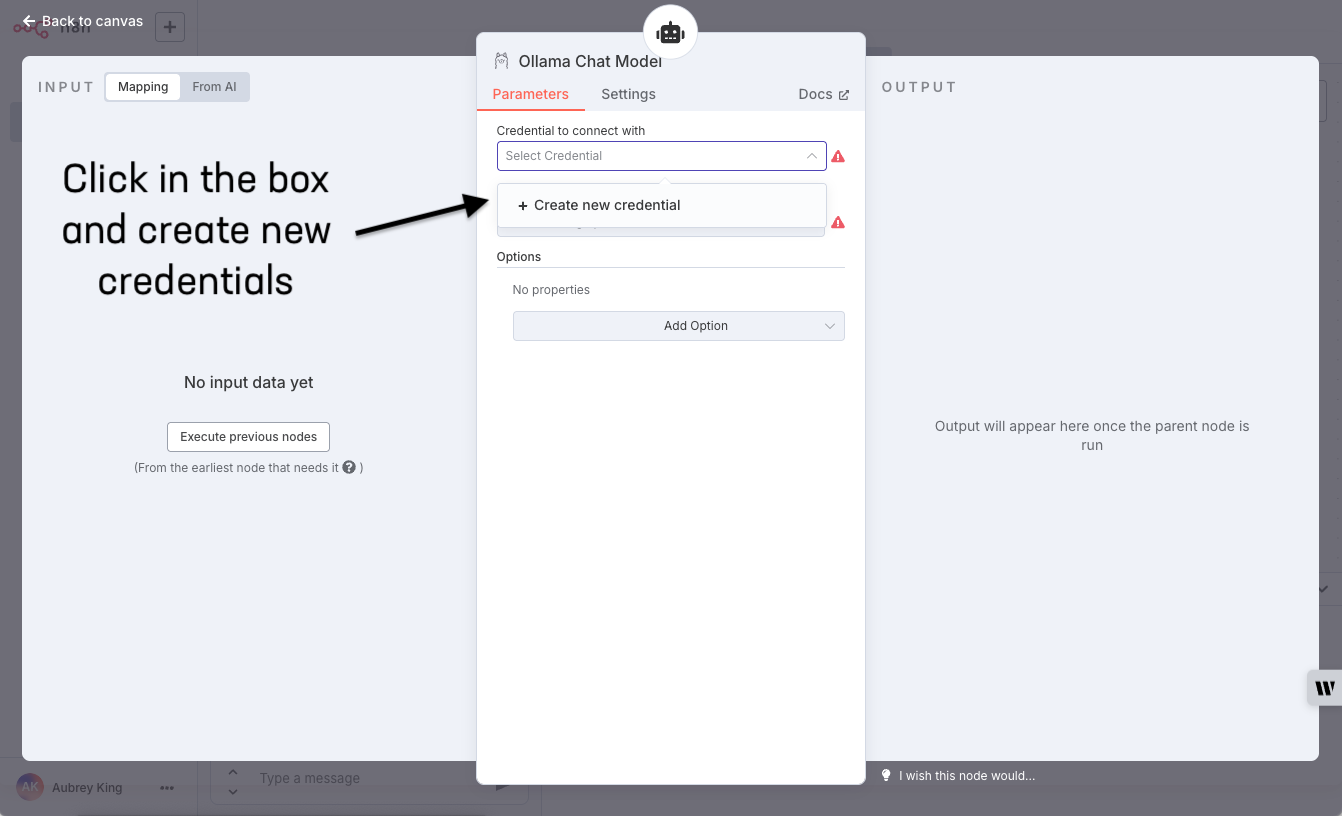 Back to canvas
n8n
Ollama Chat Model
Parameters
Settings
Docs
INPUT
Mapping
From AI
OUTPUT
Credential to connect with
Select Credential
Create new credential
Click in the box
and create new
credentials
Options
No properties
Add Option
No input data yet
Execute previous nodes
(From the earliest node that needs it ? )
Output will appear here once the parent node is
run
I wish this node would...
AK
Aubrey King
Type a message